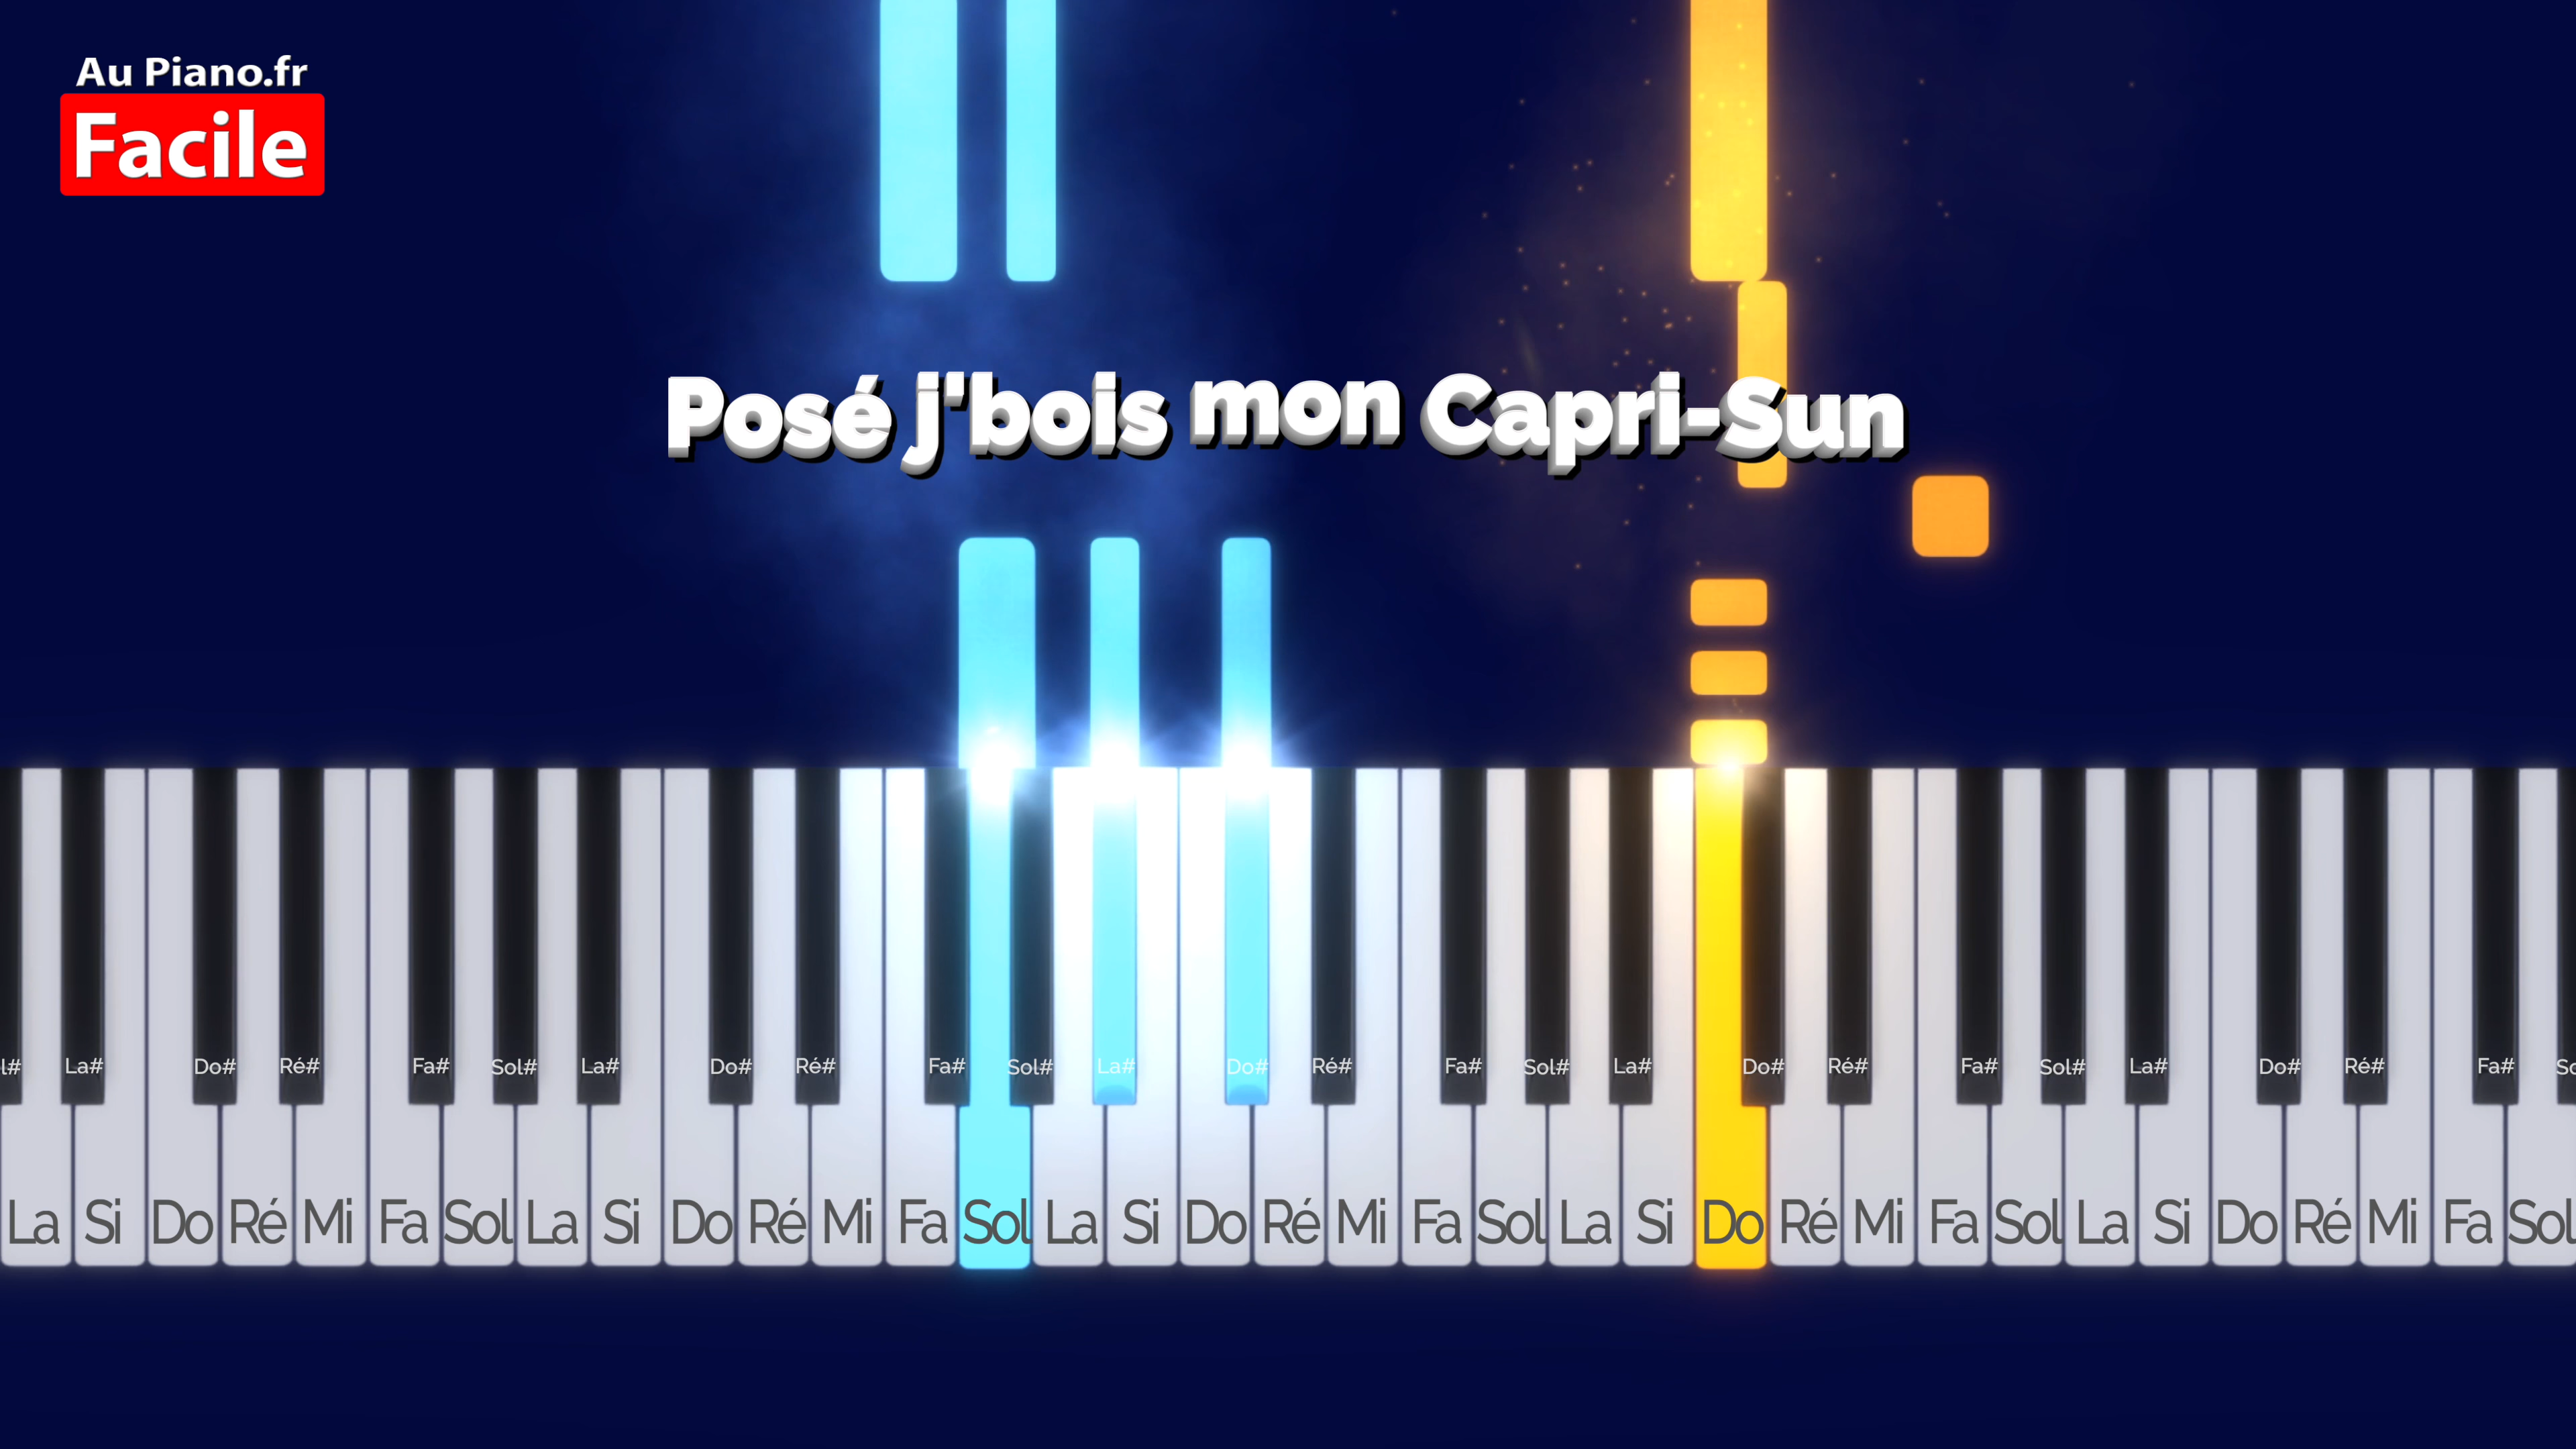 Au Piano.fr
Facile
Posé j'bois mon Capri-Sun
La# Do# Ré# Fa# Sol# La# Do# Ré# Fa# Sol# La# Do# Ré# Fa# Sol# La# Do# Ré# Fa# Sol# La# Do# Ré# Fa#
La Si Do Ré Mi Fa Sol La Si Do Ré Mi Fa Sol La Si Do Ré Mi Fa Sol La Si Do Ré Mi Fa Sol La Si Do Ré Mi Fa Sol